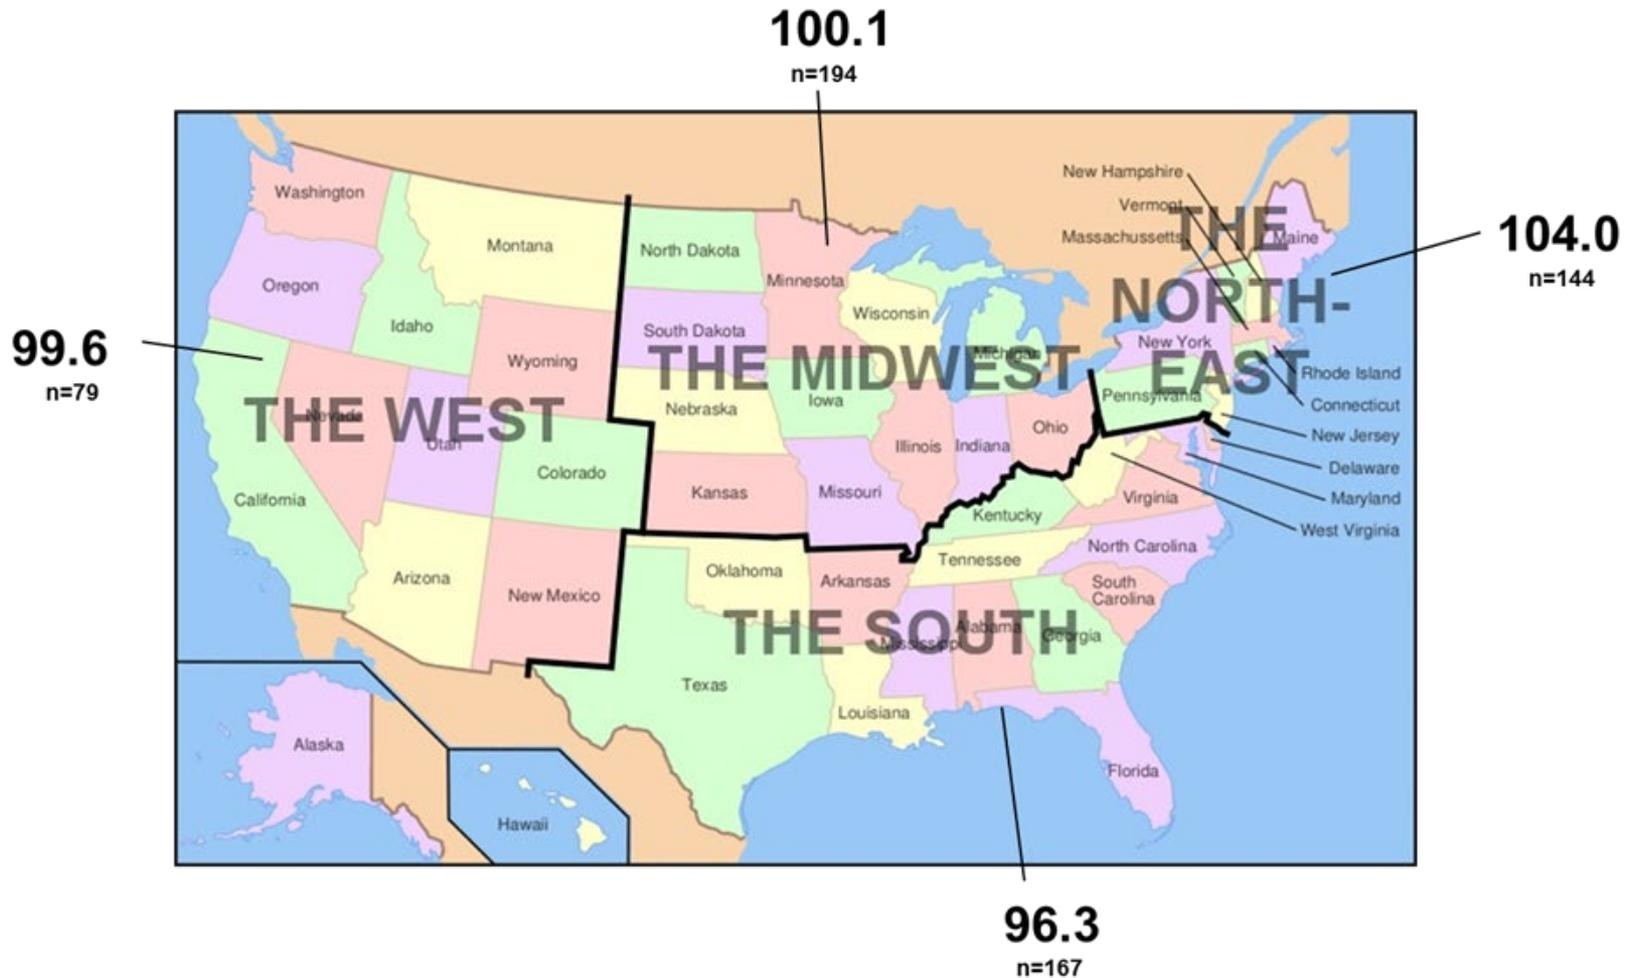 100.1
n=194
New Hampshire
Vermont
Massachussetts
THE
NORTH-
EAST
Maine
104.0
n=144
99.6
n=79
Washington
Oregon
Idaho
Montana
Wyoming
THE WEST
Nevada
Utah
Colorado
California
Arizona
New Mexico
Alaska
Hawaii
North Dakota
Minnesota
South Dakota
Wisconsin
THE MIDWEST
Michigan
Nebraska
Iowa
Illinois
Indiana
Ohio
Kansas
Missouri
New York
Pennsylvania
Rhode Island
Connecticut
New Jersey
Delaware
Maryland
West Virginia
Virginia
Kentucky
Tennessee
North Carolina
South
Carolina
Oklahoma
Arkansas
THE SOUTH
Mississippi
Alabama
Georgia
Texas
Louisiana
Florida
96.3
n=167